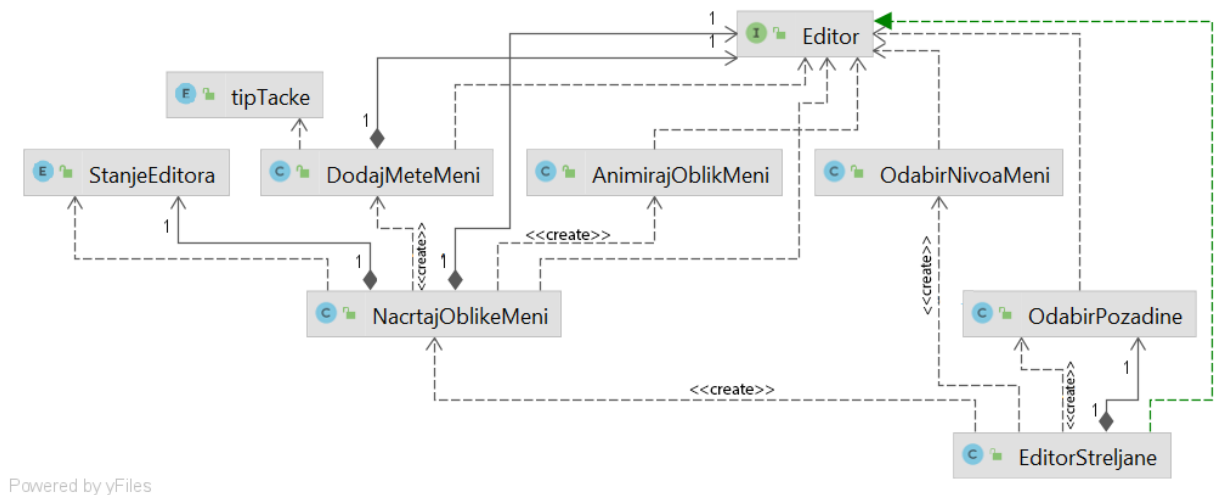 1
I Editor
1
E tipTacke
1
E StanjeEditora
C DodajMeteMeni
C AnimirajOblikMeni
C OdabirNivoaMeni
1
<<create>>
<<create>>
<<create>>
1
1
C NacrtajOblikeMeni
C OdabirPozadine
1
<<create>>
<<create>>
1
C EditorStreljane
Powered by yFiles